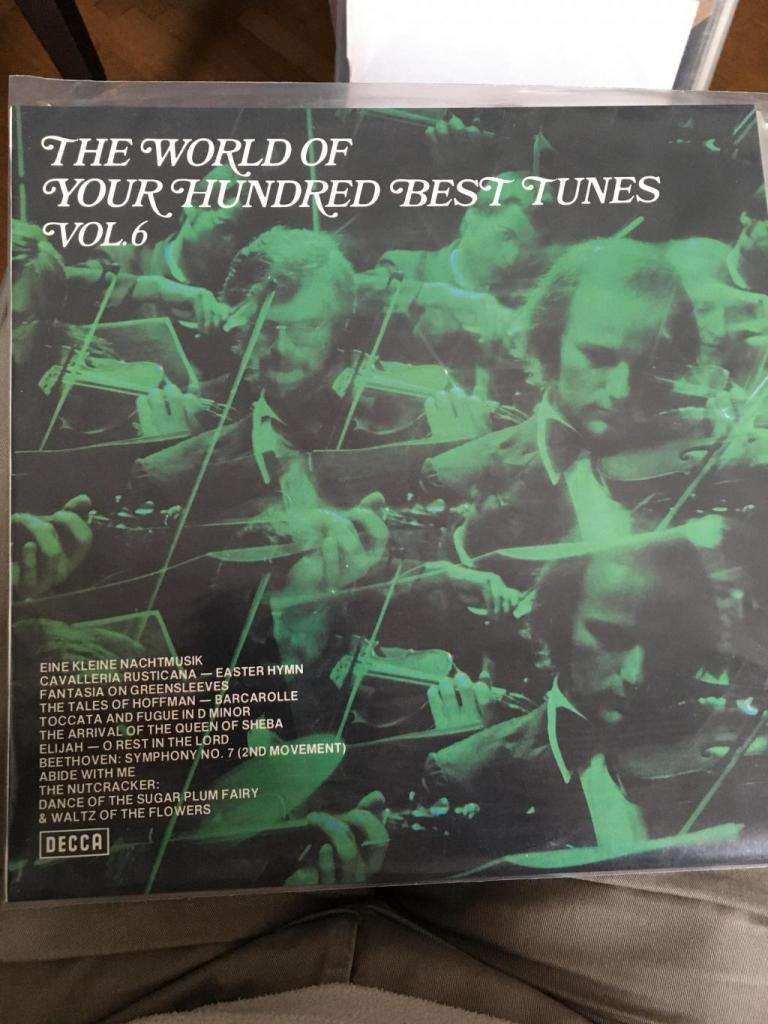 THE WORLD OF
YOUR HUNDRED BEST TUNES
VOL.6
EINE KLEINE NACHTMUSIK
CAVALLERIA RUSTICANA — EASTER HYMN
FANTASIA ON GREENSLEEVES
THE TALES OF HOFFMAN — BARCAROLLE
TOCCATA AND FUGUE IN D MINOR
THE ARRIVAL OF THE QUEEN OF SHEBA
ELIJAH — O REST IN THE LORD
BEETHOVEN: SYMPHONY NO. 7 (2ND MOVEMENT)
ABIDE WITH ME
THE NUTCRACKER:
DANCE OF THE SUGAR PLUM FAIRY
& WALTZ OF THE FLOWERS
DECCA